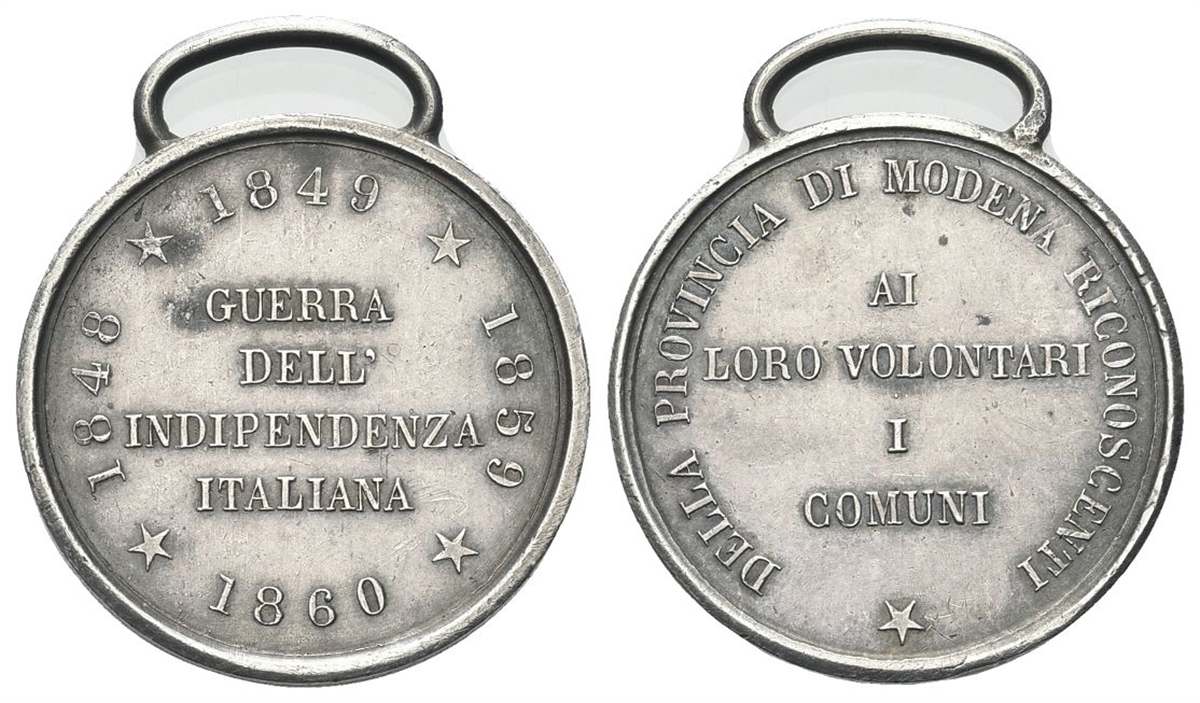 1848 1849 1859
GUERRA
DELL'
INDIPENDENZA
ITALIANA
1860
DELLA PROVINCIA DI MODENA RICONOSCENTI
AI
LORO VOLONTARI
I
COMUNI